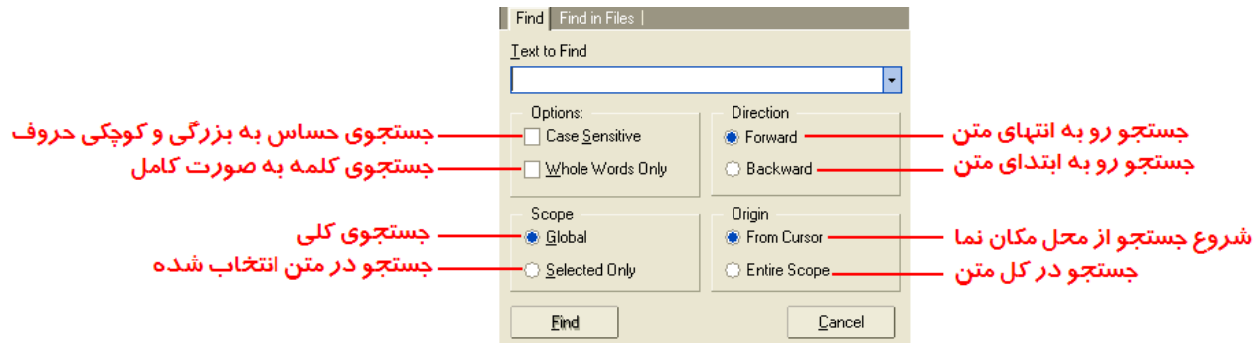 Find Find in Files
Text to Find
Options:
Direction
جستجوی حساس به بزرگی و کوچکی حروف
Case Sensitive
Forward
جستجو رو به انتهای متن
جستجوی کلمه به صورت کامل
Whole Words Only
Backward
جستجو رو به ابتدای متن
Scope
Origin
جستجوی کلی
Global
From Cursor
شروع جستجو از محل مکان نما
جستجو در متن انتخاب شده
Selected Only
Entire Scope
جستجو در کل متن
Find
Cancel